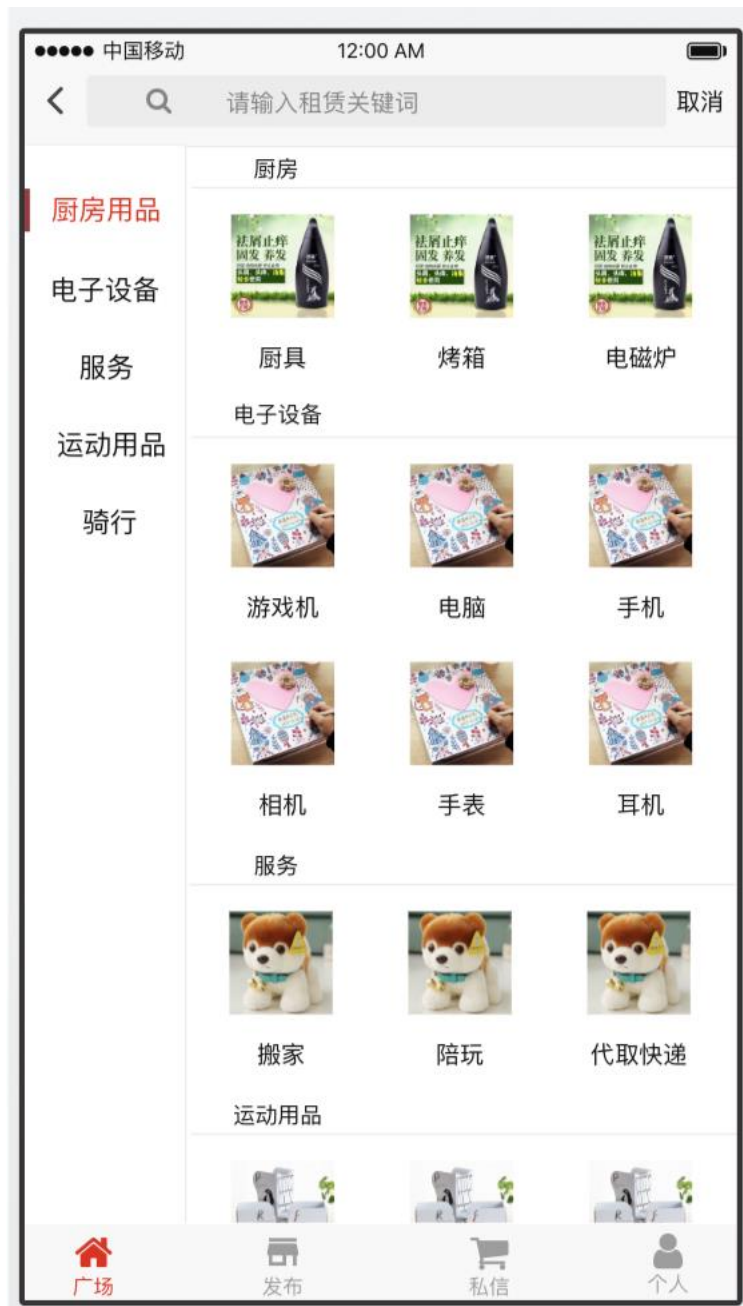 中国移动
12:00 AM
请输入租赁关键词
取消
厨房用品
电子设备
服务
运动用品
骑行
厨房
祛屑止痒
固发 养发
祛屑止痒
固发 养发
祛屑止痒
固发 养发
厨具
烤箱
电磁炉
电子设备
游戏机
电脑
手机
相机
手表
耳机
服务
搬家
陪玩
代取快递
运动用品
广场
发布
私信
个人